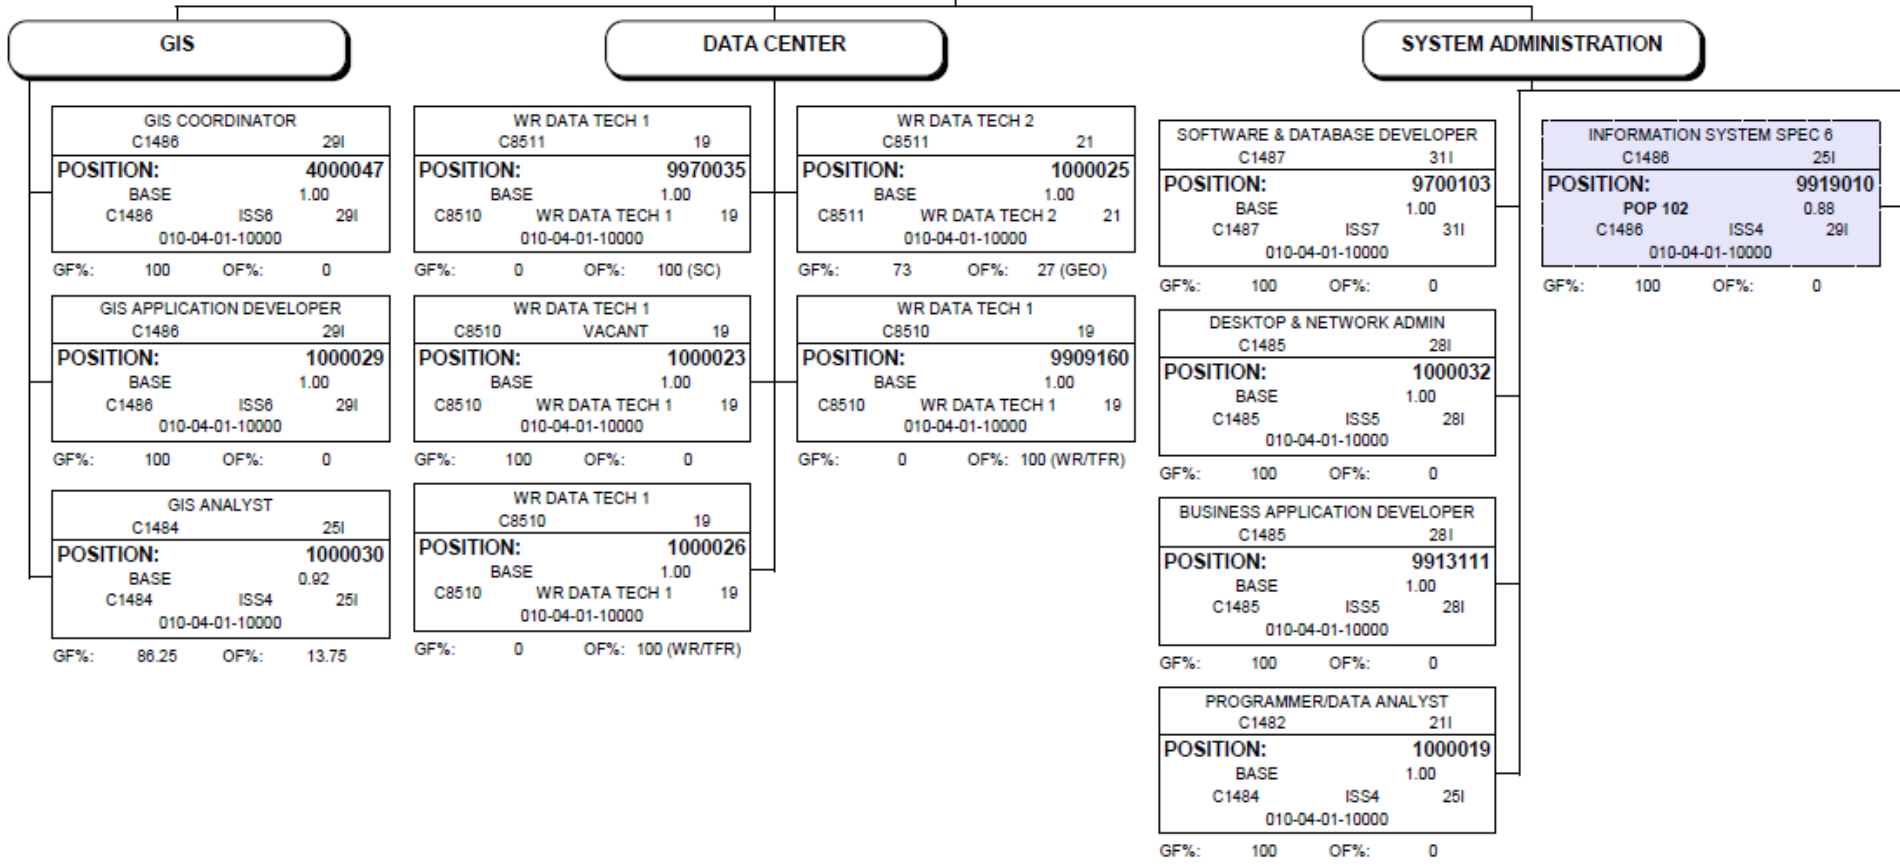 GIS
GIS COORDINATOR
C1486 29I
POSITION: 4000047
BASE 1.00
C1486 ISS6 29I
010-04-01-10000
GF%: 100 OF%: 0
GIS APPLICATION DEVELOPER
C1486 29I
POSITION: 1000029
BASE 1.00
C1486 ISS6 29I
010-04-01-10000
GF%: 100 OF%: 0
GIS ANALYST
C1484 25I
POSITION: 1000030
BASE 0.92
C1484 ISS4 25I
010-04-01-10000
GF%: 86.25 OF%: 13.75
DATA CENTER
WR DATA TECH 1
C8511 19
POSITION: 9970035
BASE 1.00
C8510 WR DATA TECH 1 19
010-04-01-10000
GF%: 0 OF%: 100 (SC)
WR DATA TECH 1
C8510 VACANT 19
POSITION: 1000023
BASE 1.00
C8510 WR DATA TECH 1 19
010-04-01-10000
GF%: 100 OF%: 0
WR DATA TECH 1
C8510 19
POSITION: 1000026
BASE 1.00
C8510 WR DATA TECH 1 19
010-04-01-10000
GF%: 0 OF%: 100 (WR/TFR)
WR DATA TECH 2
C8511 21
POSITION: 1000025
BASE 1.00
C8511 WR DATA TECH 2 21
010-04-01-10000
GF%: 73 OF%: 27 (GEO)
WR DATA TECH 1
C8510 19
POSITION: 9909160
BASE 1.00
C8510 WR DATA TECH 1 19
010-04-01-10000
GF%: 0 OF%: 100 (WR/TFR)
SYSTEM ADMINISTRATION
SOFTWARE & DATABASE DEVELOPER
C1487 31I
POSITION: 9700103
BASE 1.00
C1487 ISS7 31I
010-04-01-10000
GF%: 100 OF%: 0
DESKTOP & NETWORK ADMIN
C1485 28I
POSITION: 1000032
BASE 1.00
C1485 ISS5 28I
010-04-01-10000
GF%: 100 OF%: 0
BUSINESS APPLICATION DEVELOPER
C1485 28I
POSITION: 9913111
BASE 1.00
C1485 ISS5 28I
010-04-01-10000
GF%: 100 OF%: 0
PROGRAMMER/DATA ANALYST
C1482 21I
POSITION: 1000019
BASE 1.00
C1484 ISS4 25I
010-04-01-10000
GF%: 100 OF%: 0
INFORMATION SYSTEM SPEC 6
C1486 25I
POSITION: 9919010
POP 102 0.88
C1486 ISS4 29I
010-04-01-10000
GF%: 100 OF%: 0